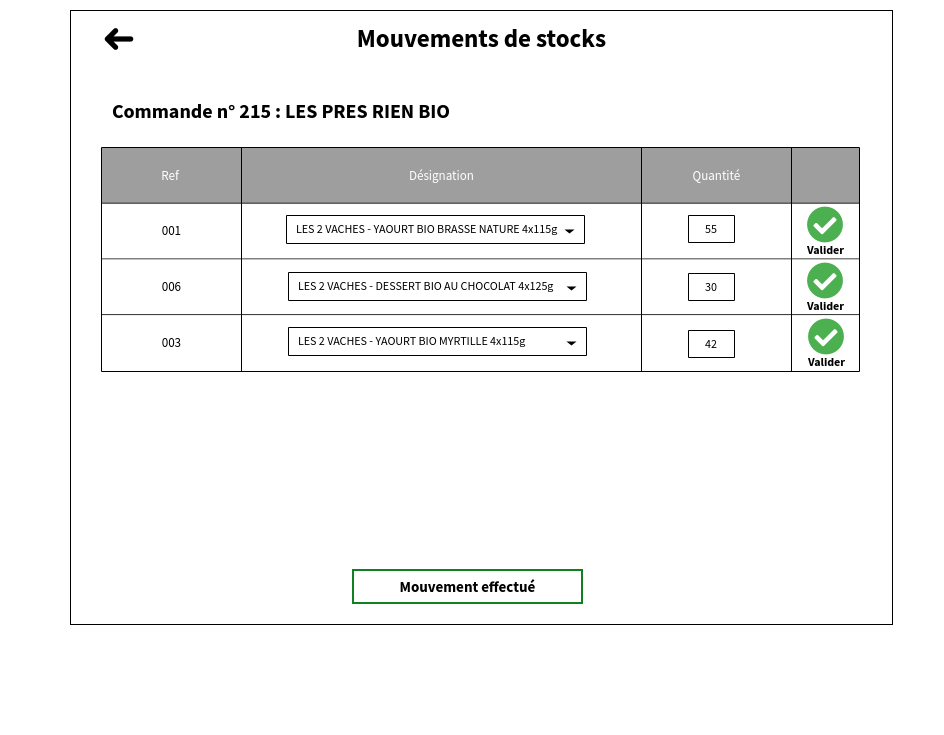 Mouvements de stocks
Commande n° 215 : LES PRES RIEN BIO
Ref Désignation Quantité
001 LES 2 VACHES - YAOURT BIO BRASSE NATURE 4x115g 55
Valider
006 LES 2 VACHES - DESSERT BIO AU CHOCOLAT 4x125g 30
Valider
003 LES 2 VACHES - YAOURT BIO MYRTILLE 4x115g 42
Valider
Mouvement effectué